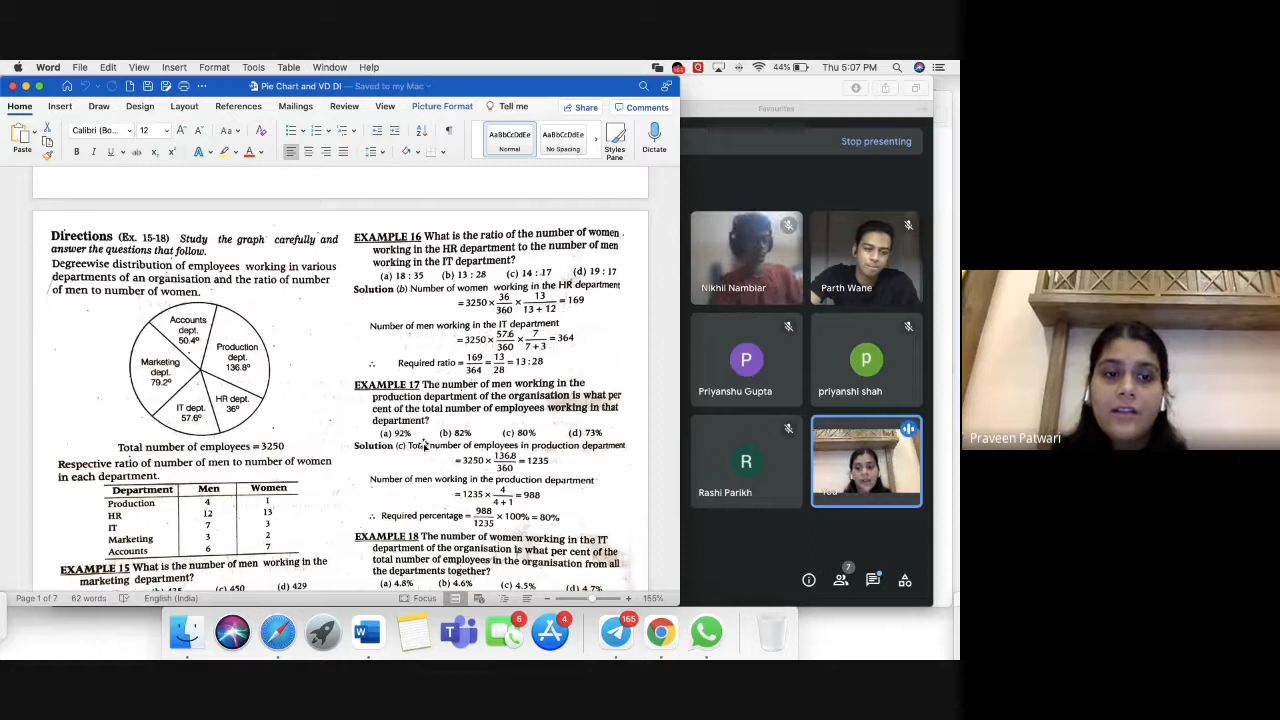 Word File Edit View Insert Format Tools Table Window Help 44% Thu 5:07 PM
Pie Chart and VD DI — Saved to my Mac
Home Insert Draw Design Layout References Mailings Review View Picture Format Tell me Share Comments
Paste
Calibri (Bo... 12
AaBbCcDdEe
Normal
AaBbCcDdEe
No Spacing
Styles
Pane
Dictate
Directions (Ex. 15-18) Study the graph carefully and
answer the questions that follow.
Degreewise distribution of employees working in various
departments of an organisation and the ratio of number
of men to number of women.
Accounts
dept.
50.4º
Production
dept.
136.8º
Marketing
dept.
79.2º
HR dept.
36º
IT dept.
57.6º
Total number of employees = 3250
Respective ratio of number of men to number of women
in each department.
Department Men Women
Production 4 1
HR 12 13
IT 7 3
Marketing 3 2
Accounts 6 7
EXAMPLE 15 What is the number of men working in the
marketing department?
(c) 450 (d) 429
EXAMPLE 16 What is the ratio of the number of women
working in the HR department to the number of men
working in the IT department?
(a) 18 : 35 (b) 13 : 28 (c) 14 : 17 (d) 19 : 17
Solution (b) Number of women working in the HR department
= 3250 × 36/360 × 13/(13 + 12) = 169
Number of men working in the IT department
= 3250 × 57.6/360 × 7/(7 + 3) = 364
∴ Required ratio = 169/364 = 13/28 = 13 : 28
EXAMPLE 17 The number of men working in the
production department of the organisation is what per
cent of the total number of employees working in that
department?
(a) 92% (b) 82% (c) 80% (d) 73%
Solution (c) Total number of employees in production department
= 3250 × 136.8/360 = 1235
Number of men working in the production department
= 1235 × 4/(4 + 1) = 988
∴ Required percentage = 988/1235 × 100% = 80%
EXAMPLE 18 The number of women working in the IT
department of the organisation is what per cent of the
total number of employees in the organisation from all
the departments together?
(a) 4.8% (b) 4.6% (c) 4.5% (d) 4.7%
Page 1 of 7 62 words English (India) Focus 155%
Favourites
Stop presenting
Nikhil Nambiar
Parth Wane
P
Priyanshu Gupta
p
priyanshi shah
R
Rashi Parikh
You
7
6
4
165
Praveen Patwari